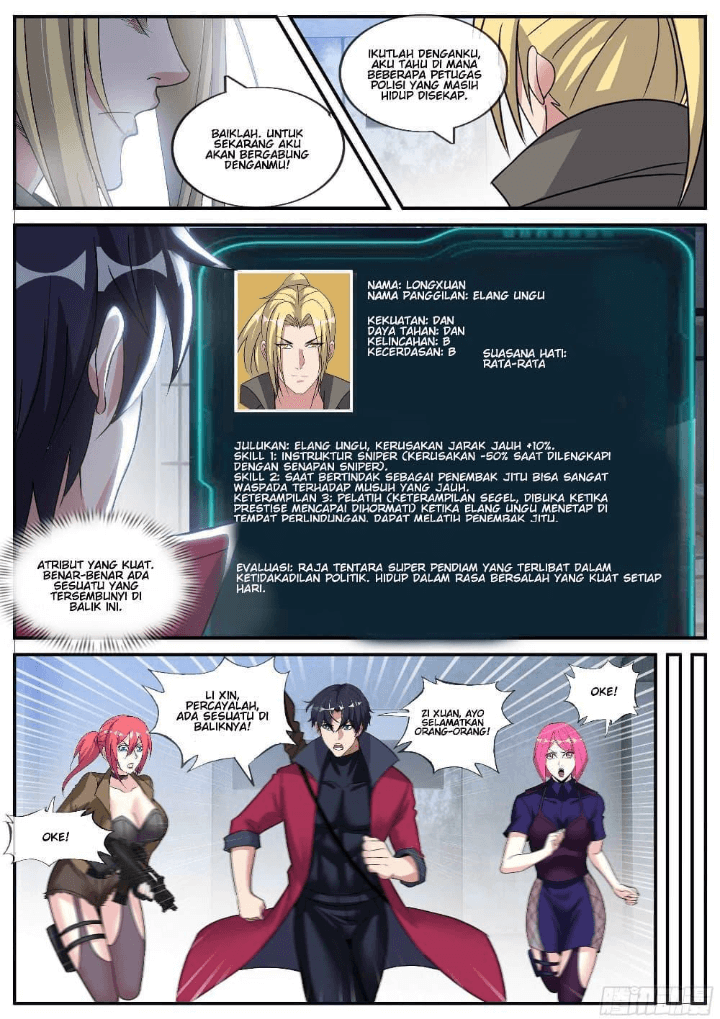 BAIKLAH. UNTUK
SEKARANG AKU
AKAN BERGABUNG
DENGANMU!
IKUTLAH DENGANKU,
AKU TAHU DI MANA
BEBERAPA PETUGAS
POLISI YANG MASIH
HIDUP DISEKAP.
NAMA: LONGXUAN
NAMA PANGGILAN: ELANG UNGU
KEKUATAN: DAN
DAYA TAHAN: DAN
KELINCAHAN: B
KECERDASAN: B
SUASANA HATI:
RATA-RATA
JULUKAN: ELANG UNGU, KERUSAKAN JARAK JAUH +10%.
SKILL 1: INSTRUKTUR SNIPER (KERUSAKAN -50% SAAT DILENGKAPI
DENGAN SENAPAN SNIPER).
SKILL 2: SAAT BERTINDAK SEBAGAI PENEMBAK JITU BISA SANGAT
WASPADA TERHADAP MUSUH YANG JAUH.
KETERAMPILAN 3: PELATIH (KETERAMPILAN SEGEL, DIBUKA KETIKA
PRESTISE MENCAPAI DIHORMATI) KETIKA ELANG UNGU MENETAP DI
TEMPAT PERLINDUNGAN, DAPAT MELATIH PENEMBAK JITU.
EVALUASI: RAJA TENTARA SUPER PENDIAM YANG TERLIBAT DALAM
KETIDAKADILAN POLITIK. HIDUP DALAM RASA BERSALAH YANG KUAT SETIAP
HARI.
ATRIBUT YANG KUAT.
BENAR-BENAR ADA
SESUATU YANG
TERSEMBUNYI DI
BALIK INI.
LI XIN,
PERCAYALAH,
ADA SESUATU DI
BALIKNYA!
OKE!
ZI XUAN, AYO
SELAMATKAN
ORANG-ORANG!
OKE!